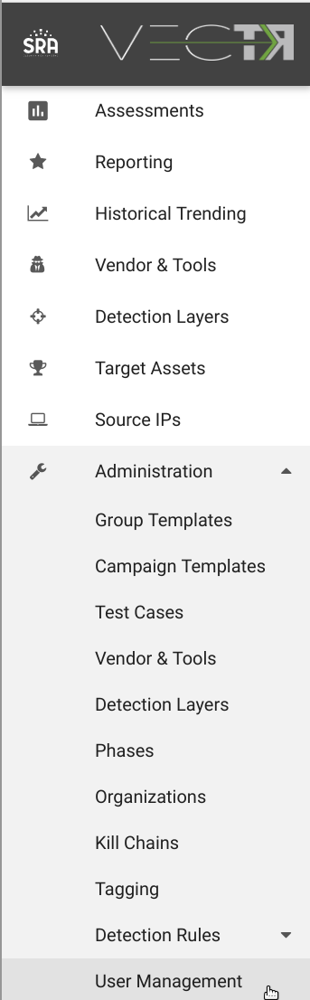 SRA
VECTR
Assessments
Reporting
Historical Trending
Vendor & Tools
Detection Layers
Target Assets
Source IPs
Administration
Group Templates
Campaign Templates
Test Cases
Vendor & Tools
Detection Layers
Phases
Organizations
Kill Chains
Tagging
Detection Rules
User Management